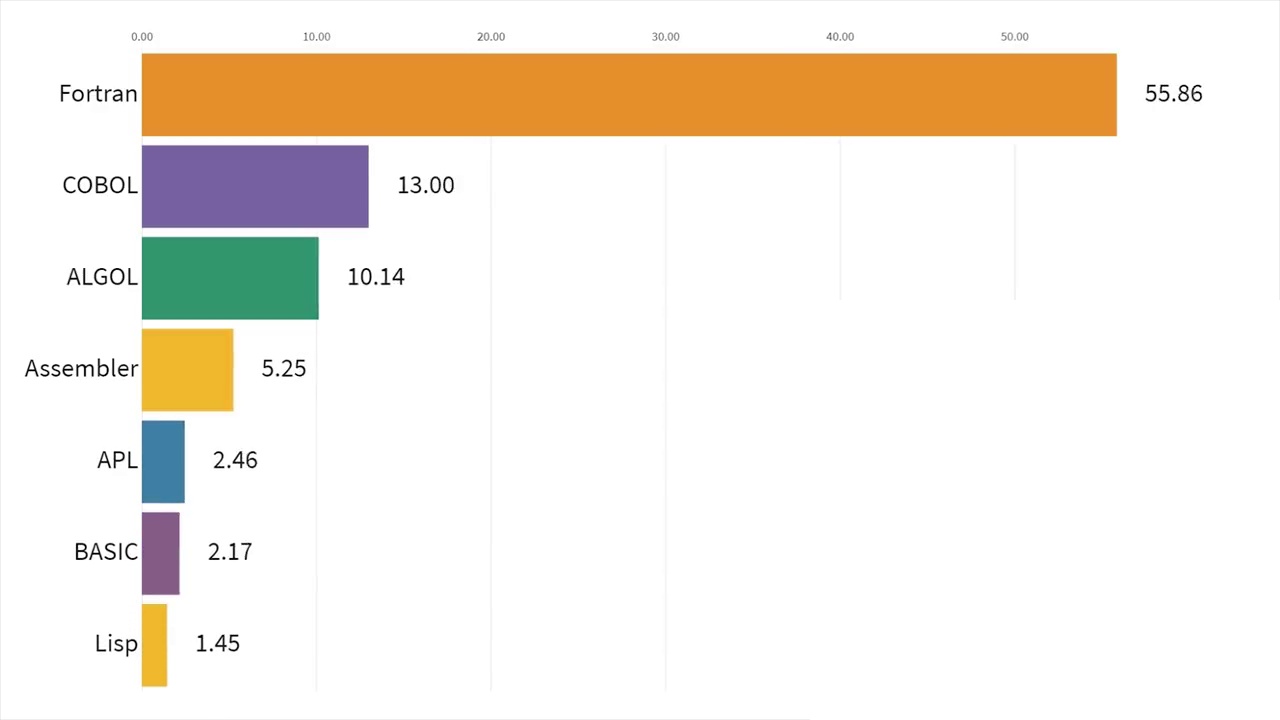 0.00 10.00 20.00 30.00 40.00 50.00
Fortran 55.86
COBOL 13.00
ALGOL 10.14
Assembler 5.25
APL 2.46
BASIC 2.17
Lisp 1.45